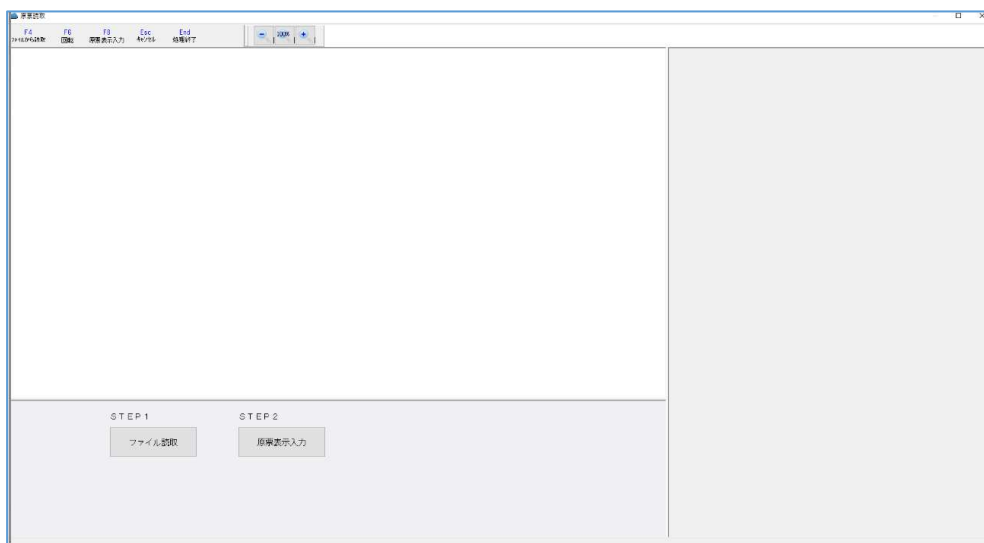 原票読取
F4 F6 F8 Esc End
ファイルから読取 回転 原票表示入力 キャンセル 処理終了
- 100% +
STEP1 STEP2
ファイル読取 原票表示入力